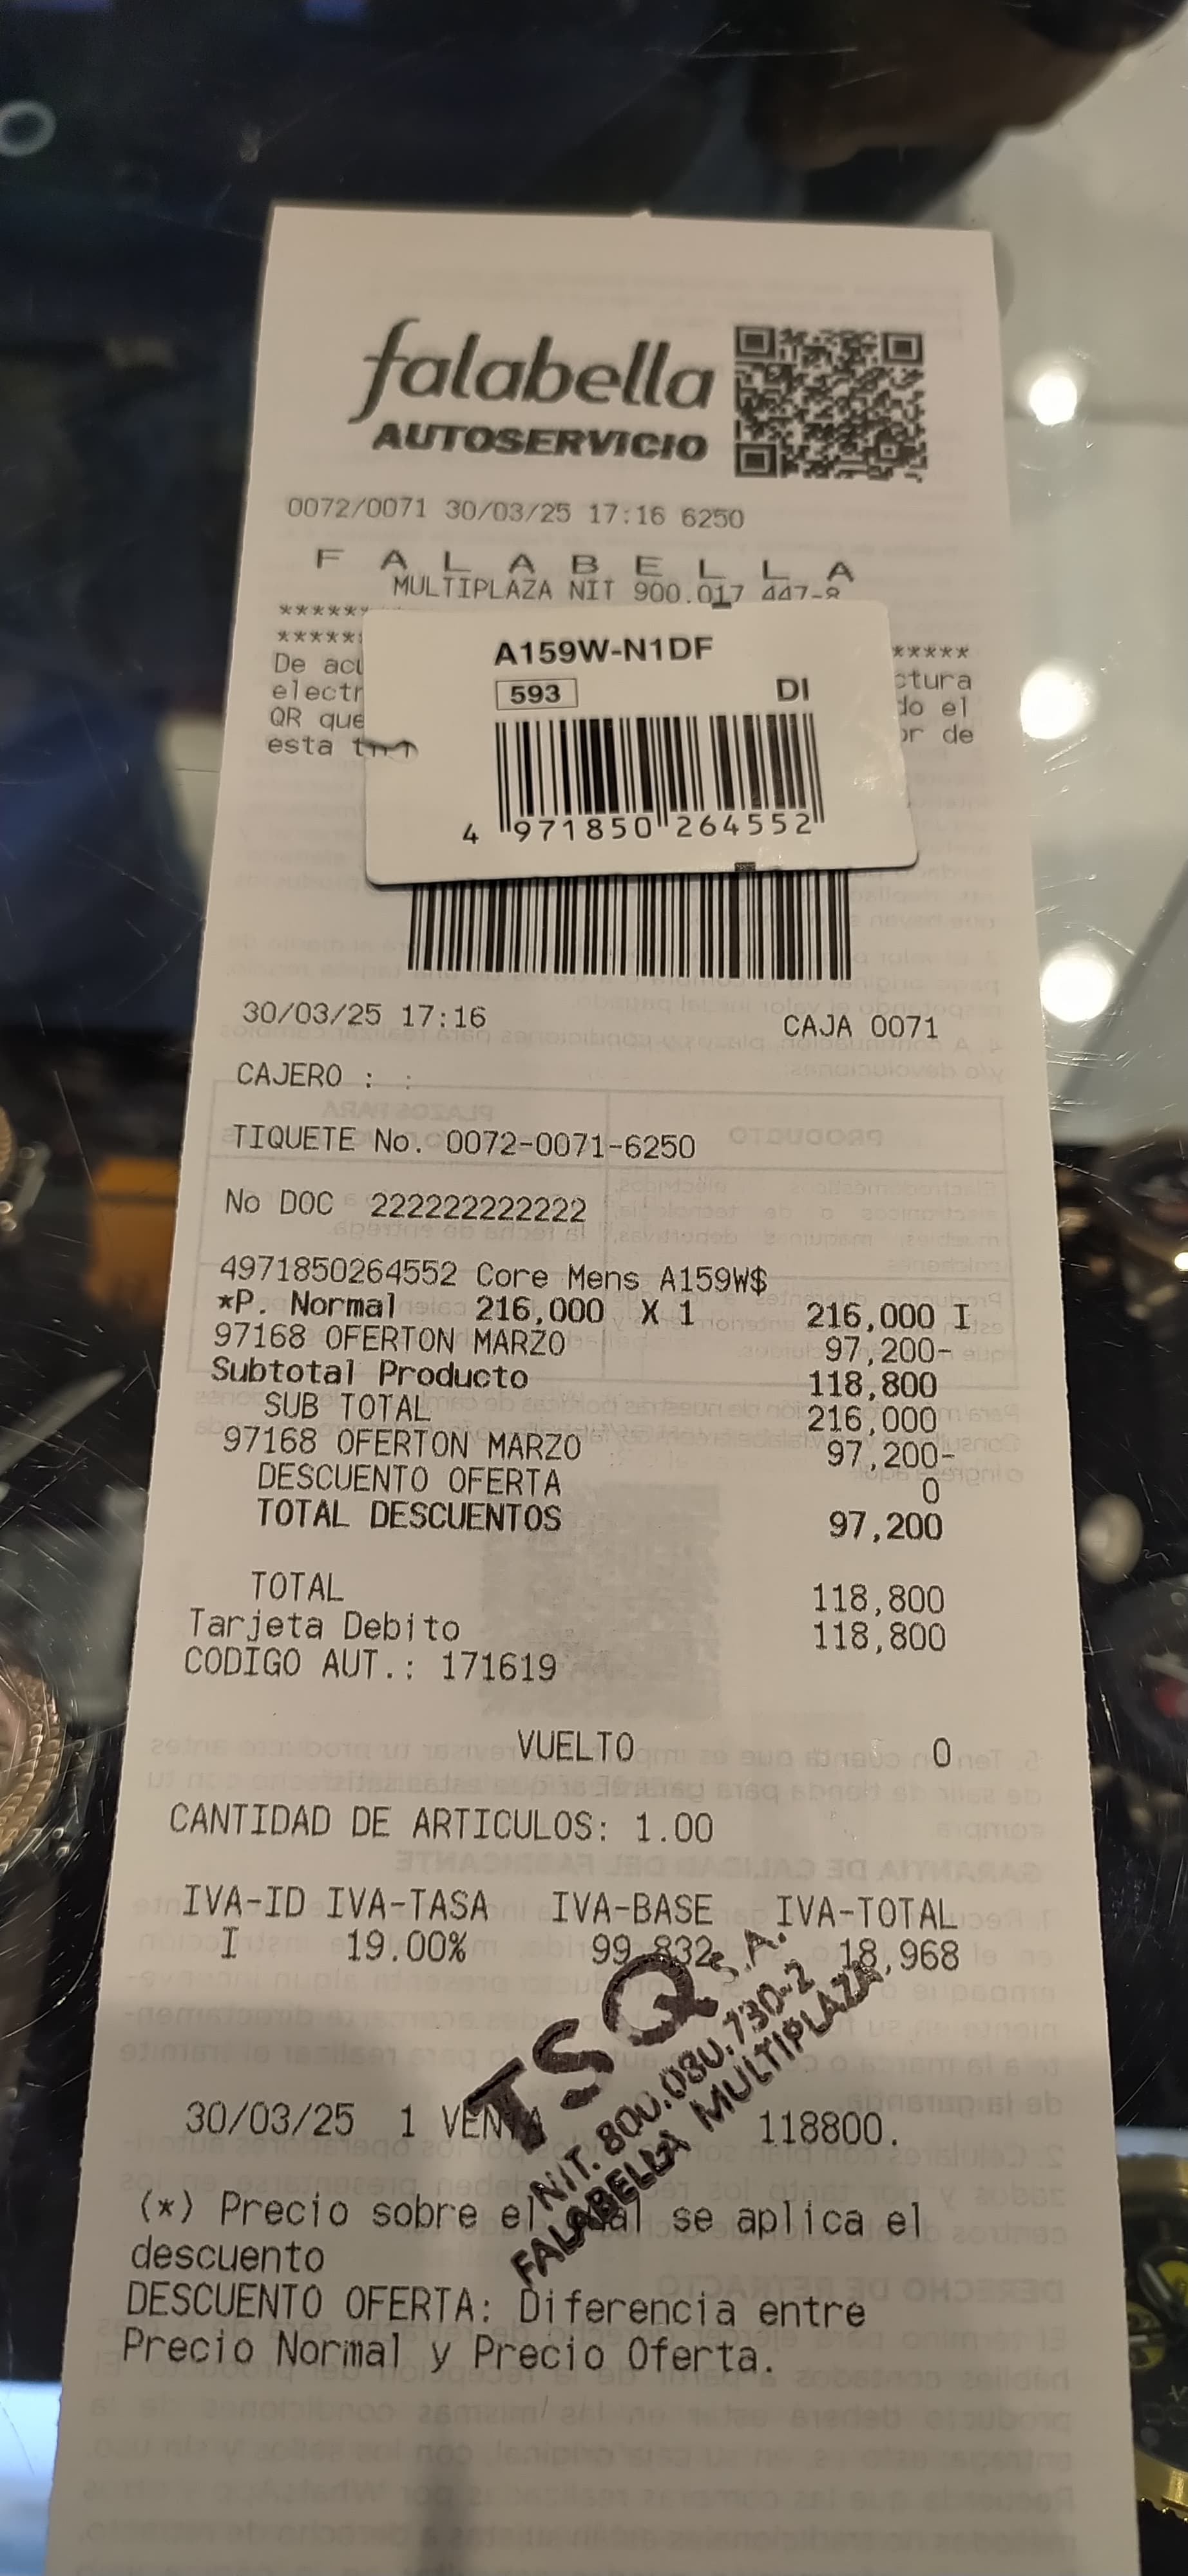 falabella
AUTOSERVICIO
0072/0071 30/03/25 17:16 6250
F A L A B E L L A
MULTIPLAZA NIT 900.017 447-8
******
***** *****
De acu ctura
electr do el
QR que or de
esta
A159W-N1DF
593 DI
4 971850 264552
30/03/25 17:16 CAJA 0071
CAJERO : :
TIQUETE No. 0072-0071-6250
No DOC 222222222222
4971850264552 Core Mens A159W$
*P. Normal 216,000 X 1 216,000 I
97168 OFERTON MARZO 97,200-
Subtotal Producto 118,800
SUB TOTAL 216,000
97168 OFERTON MARZO 97,200-
DESCUENTO OFERTA 0
TOTAL DESCUENTOS 97,200
TOTAL 118,800
Tarjeta Debito 118,800
CODIGO AUT.: 171619
VUELTO 0
CANTIDAD DE ARTICULOS: 1.00
IVA-ID IVA-TASA IVA-BASE IVA-TOTAL
I 19.00% 99,832 18,968
TSQ S.A.
NIT. 800.030.730-2
FALABELLA MULTIPLAZA
30/03/25 1 VENTA 118800.
(*) Precio sobre el cual se aplica el
descuento
DESCUENTO OFERTA: Diferencia entre
Precio Normal y Precio Oferta.